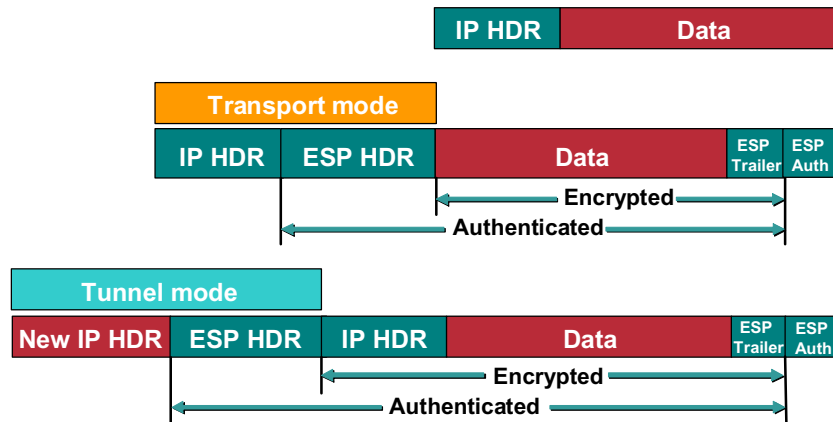 IP HDR Data
Transport mode
IP HDR ESP HDR Data ESP Trailer ESP Auth
Encrypted
Authenticated
Tunnel mode
New IP HDR ESP HDR IP HDR Data ESP Trailer ESP Auth
Encrypted
Authenticated